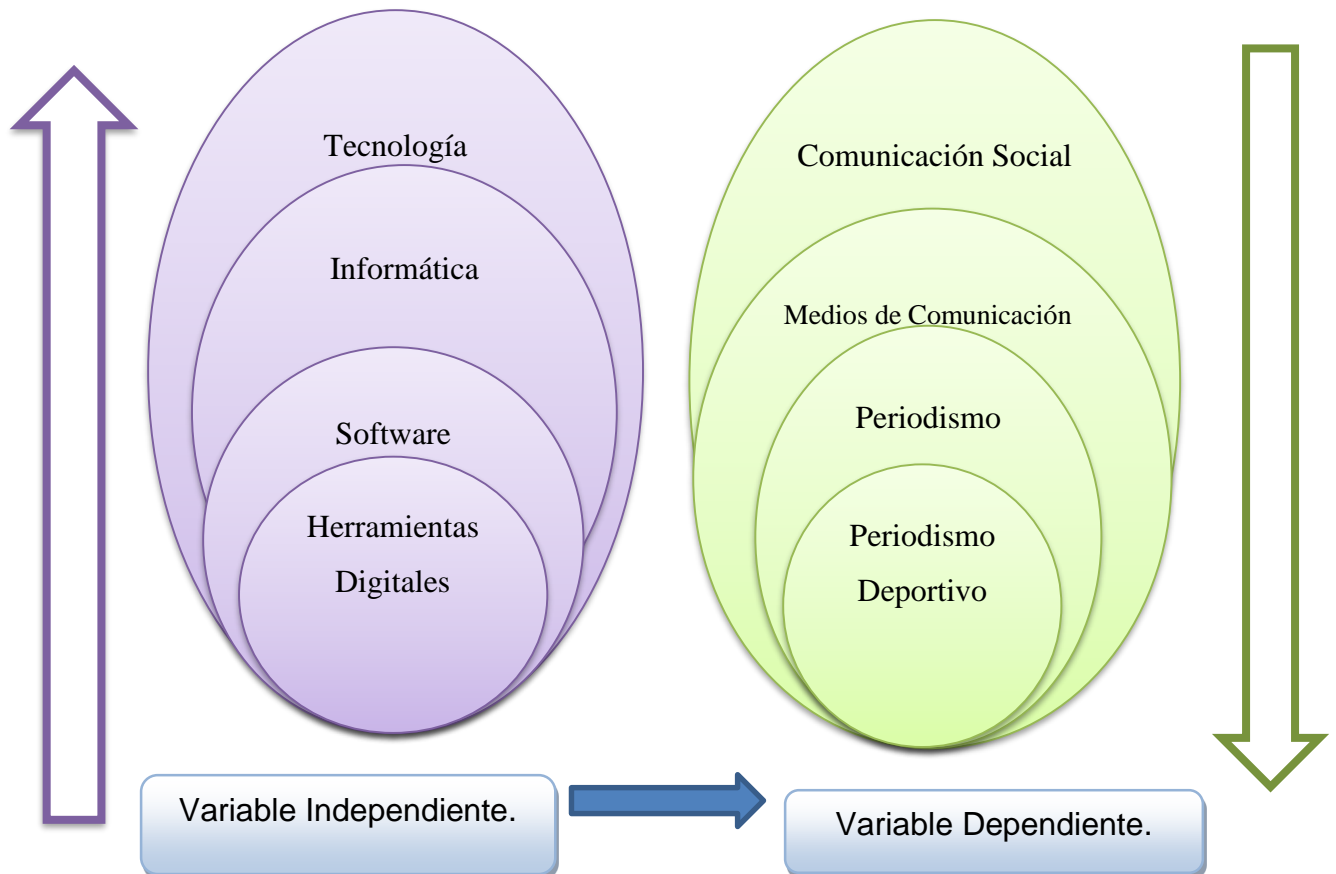 Tecnología
Informática
Software
Herramientas
Digitales
Variable Independiente.
Comunicación Social
Medios de Comunicación
Periodismo
Periodismo
Deportivo
Variable Dependiente.